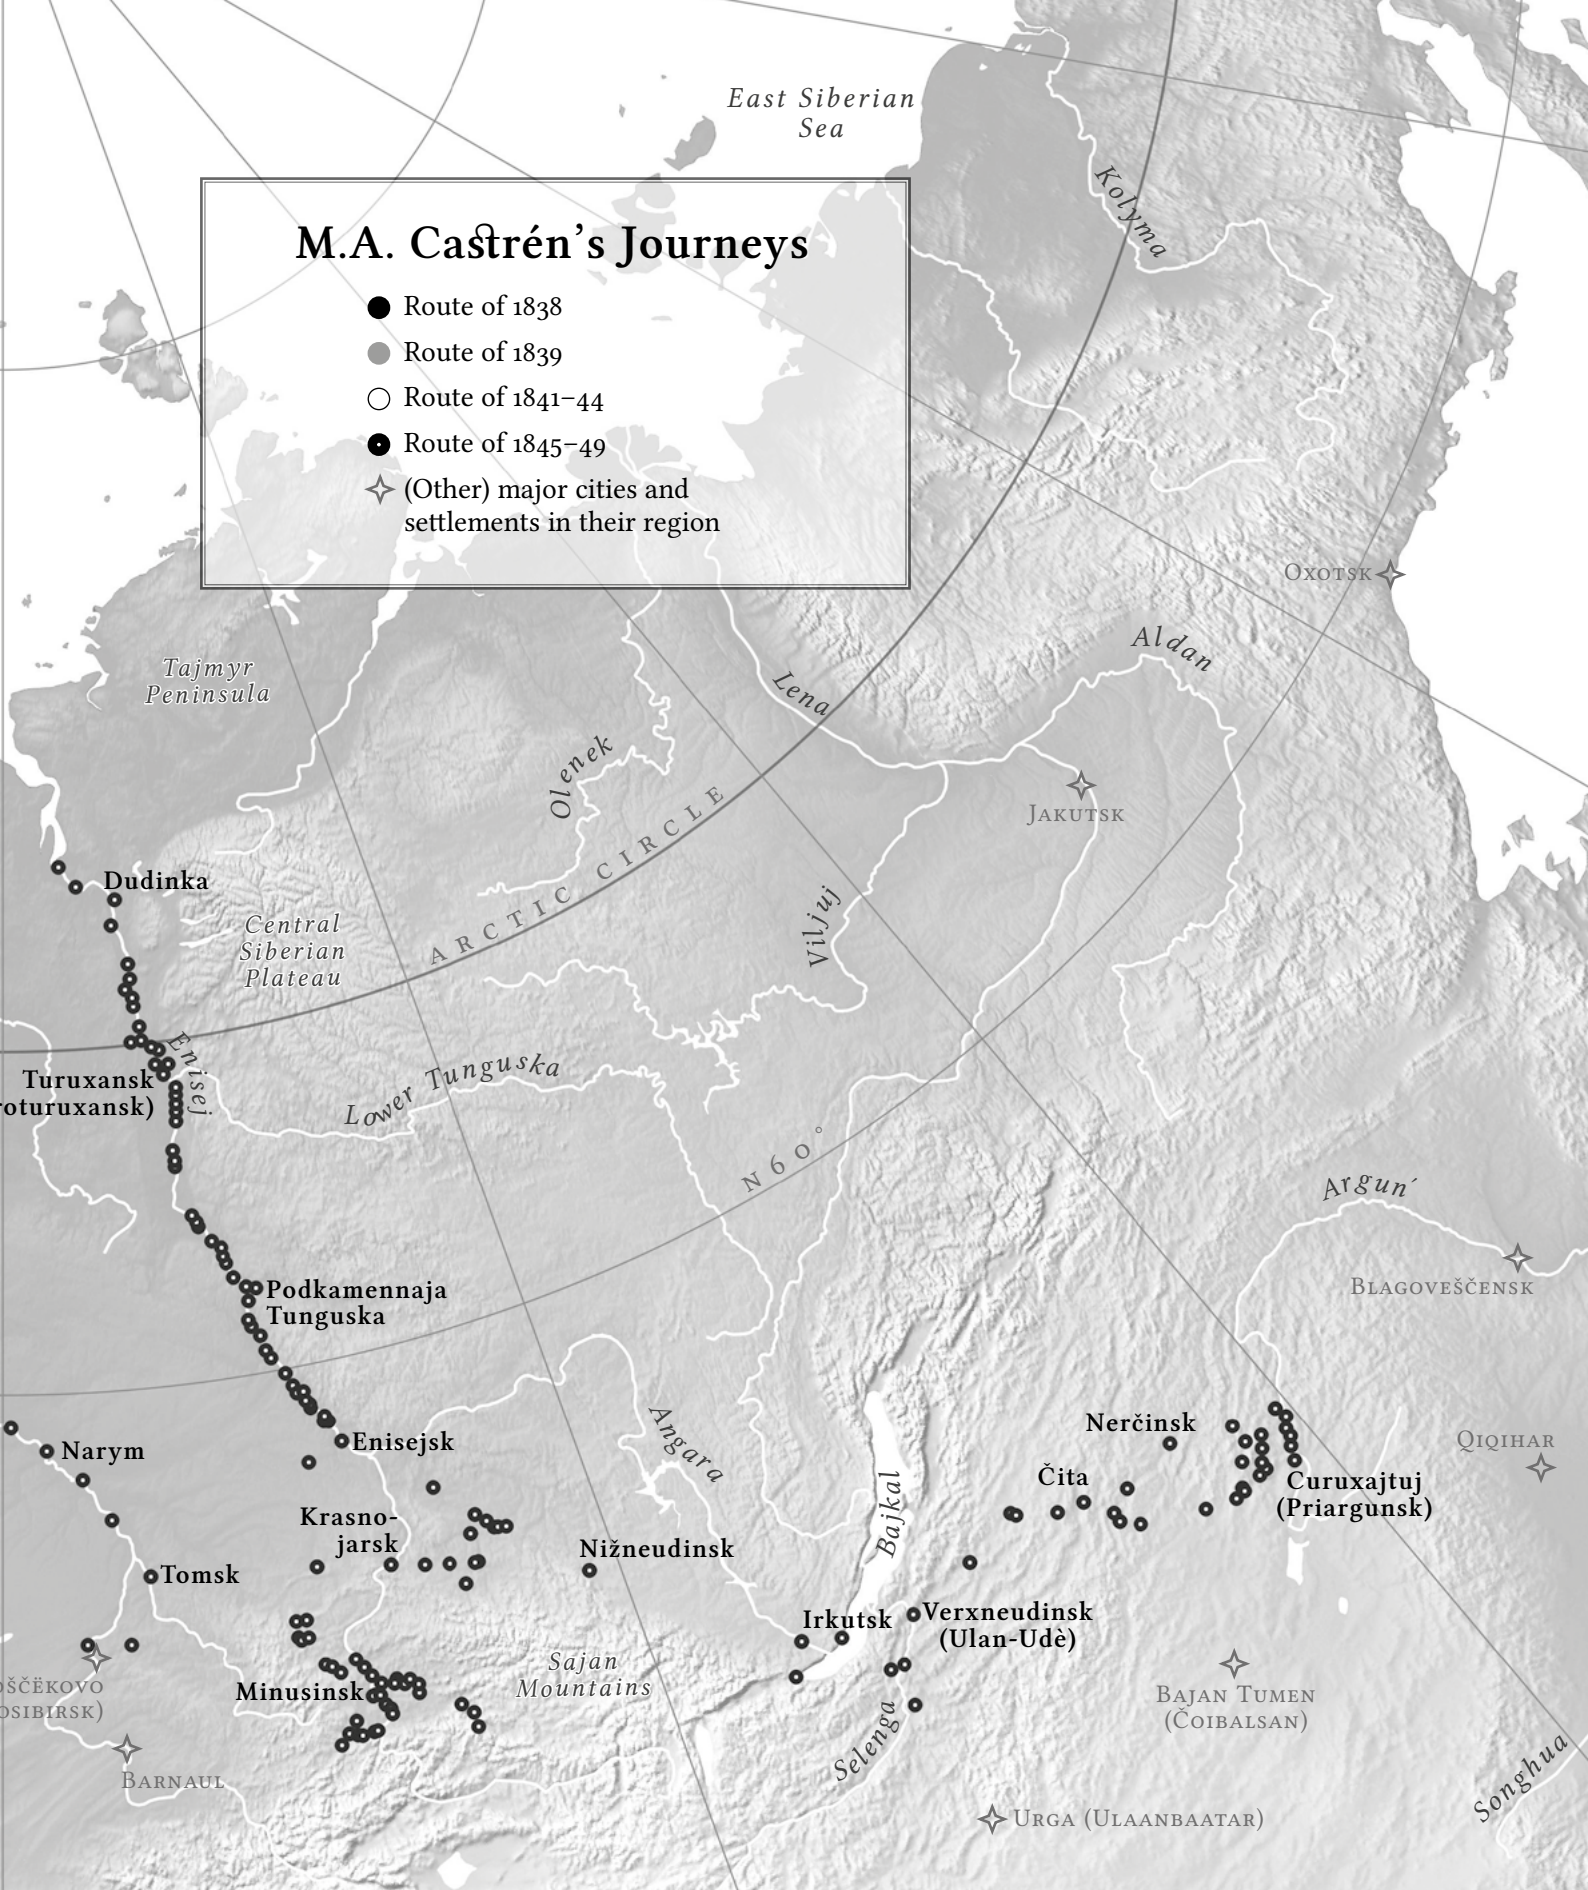 East Siberian
Sea
Kolyma
M.A. Castrén’s Journeys
Route of 1838
Route of 1839
Route of 1841–44
Route of 1845–49
(Other) major cities and
settlements in their region
Oxotsk
Aldan
Tajmyr
Peninsula
Lena
Olenek
Jakutsk
ARCTIC CIRCLE
Dudinka
Viljuj
Central
Siberian
Plateau
Enisej
Turuxansk
roturuxansk)
Lower Tunguska
N60°
Argun´
Blagoveščensk
Podkamennaja
Tunguska
Narym
Enisejsk
Angara
Bajkal
Nerčinsk
Čita
Qiqihar
Curuxajtuj
(Priargunsk)
Krasno-
jarsk
Nižneudinsk
Tomsk
Irkutsk
Verxneudinsk
(Ulan-Udè)
Sajan
Mountains
Minusinsk
oščëkovo
osibirsk)
Bajan Tumen
(Čoibalsan)
Selenga
Barnaul
Songhua
Urga (Ulaanbaatar)